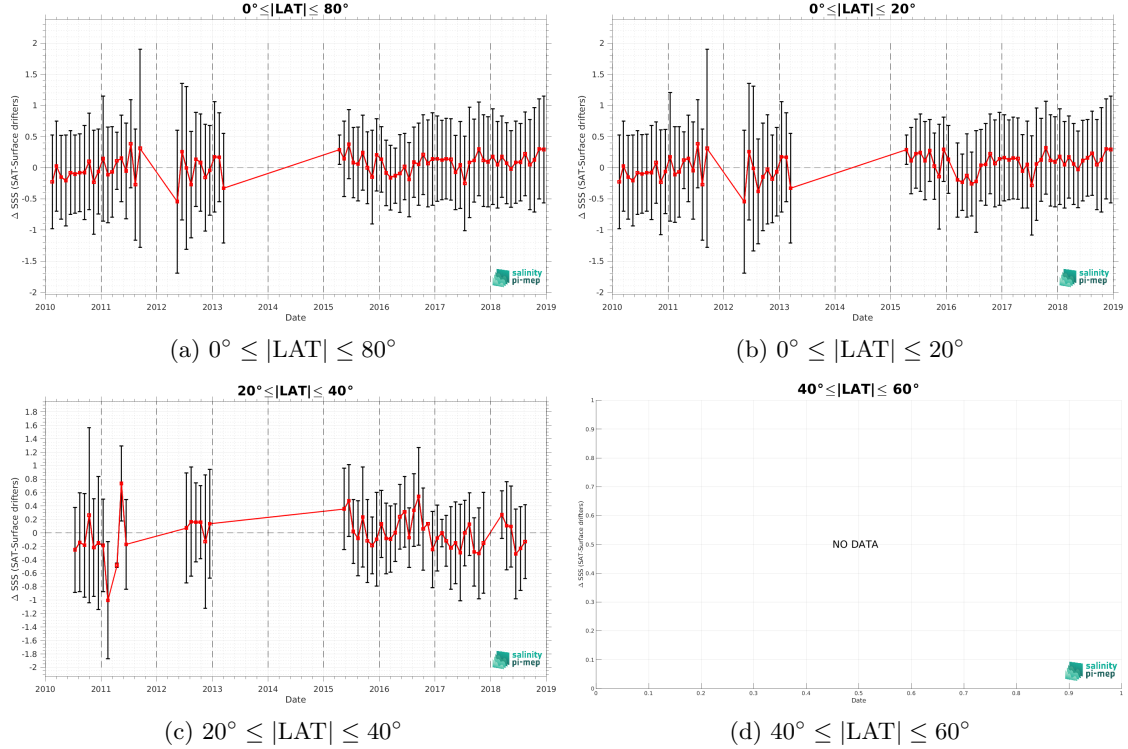 0°≤|LAT|≤ 80°
Δ SSS (SAT-Surface drifters)
2
1.5
1
0.5
0
-0.5
-1
-1.5
-2
2010 2011 2012 2013 2014 2015 2016 2017 2018 2019
Date
salinity
pi-mep
(a) 0° ≤ |LAT| ≤ 80°
0°≤|LAT|≤ 20°
Δ SSS (SAT-Surface drifters)
2
1.5
1
0.5
0
-0.5
-1
-1.5
-2
2010 2011 2012 2013 2014 2015 2016 2017 2018 2019
Date
salinity
pi-mep
(b) 0° ≤ |LAT| ≤ 20°
20°≤|LAT|≤ 40°
Δ SSS (SAT-Surface drifters)
1.8
1.6
1.4
1.2
1
0.8
0.6
0.4
0.2
0
-0.2
-0.4
-0.6
-0.8
-1
-1.2
-1.4
-1.6
-1.8
-2
2010 2011 2012 2013 2014 2015 2016 2017 2018 2019
Date
salinity
pi-mep
(c) 20° ≤ |LAT| ≤ 40°
40°≤|LAT|≤ 60°
Δ SSS (SAT-Surface drifters)
1
0.9
0.8
0.7
0.6
0.5
0.4
0.3
0.2
0.1
0
NO DATA
0 0.1 0.2 0.3 0.4 0.5 0.6 0.7 0.8 0.9 1
Date
salinity
pi-mep
(d) 40° ≤ |LAT| ≤ 60°